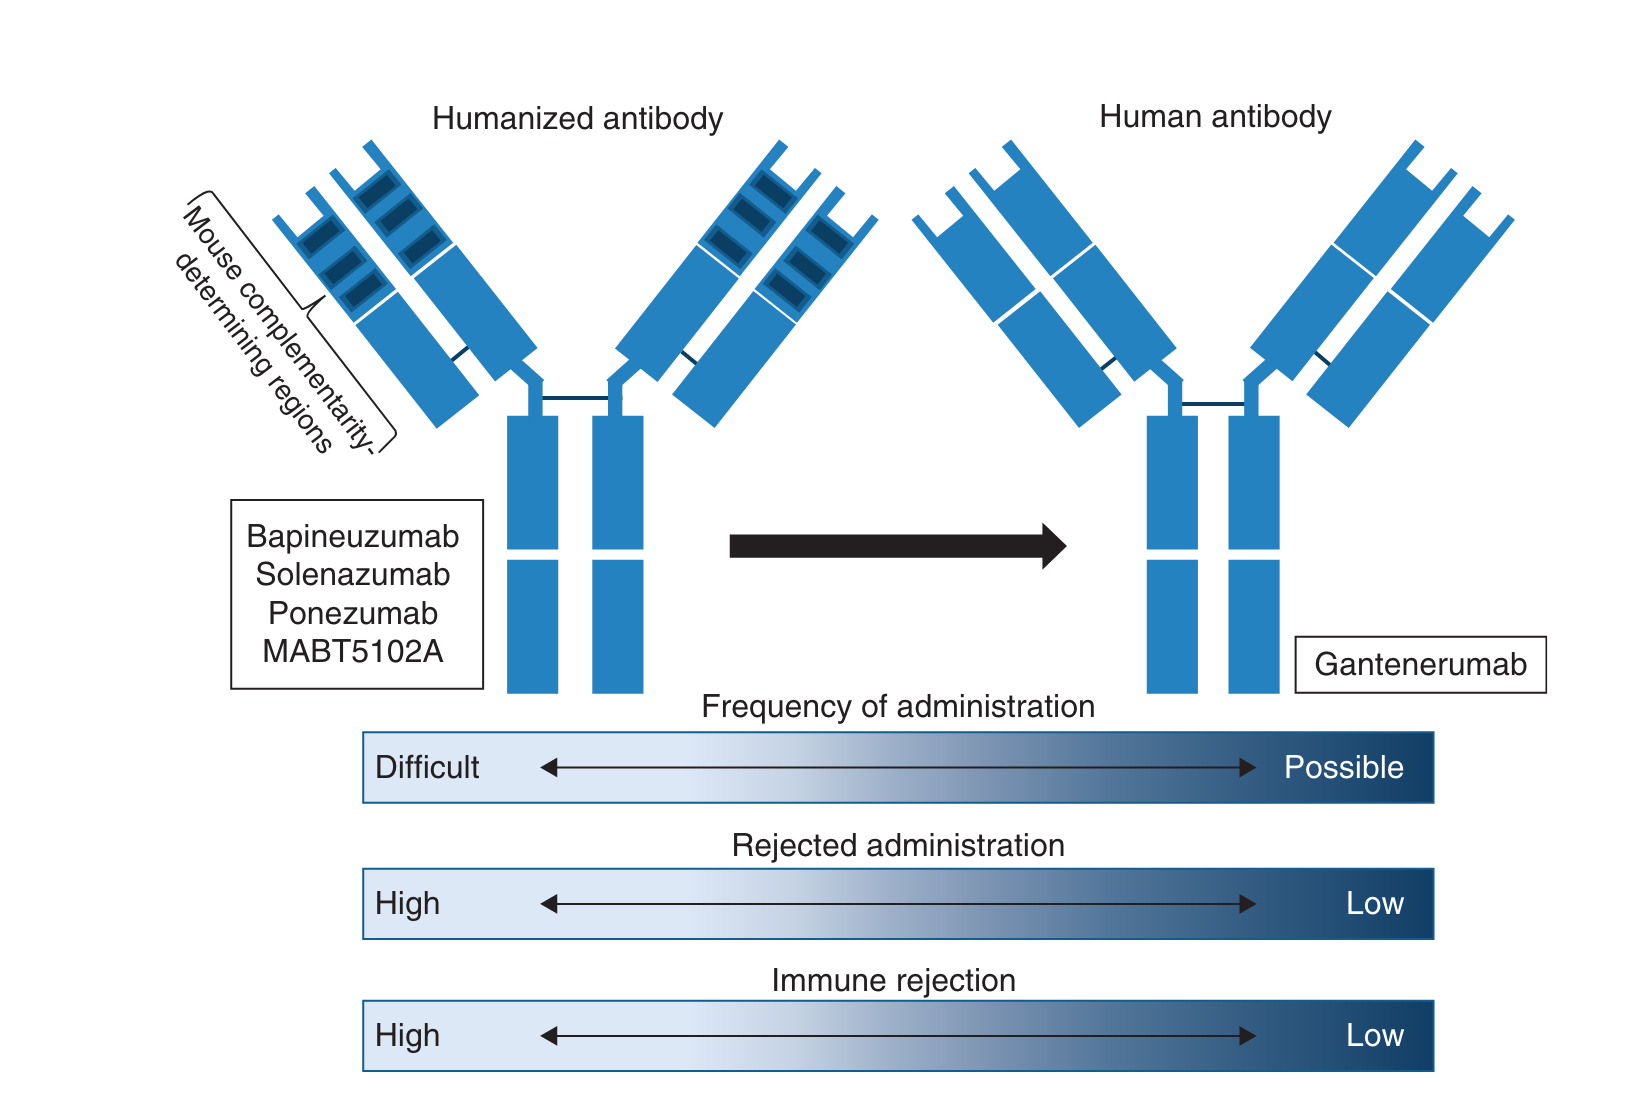 Humanized antibody
Human antibody
Mouse complementarity-
determining regions
Bapineuzumab
Solenazumab
Ponezumab
MABT5102A
Gantenerumab
Frequency of administration
Difficult
Possible
Rejected administration
High
Low
Immune rejection
High
Low